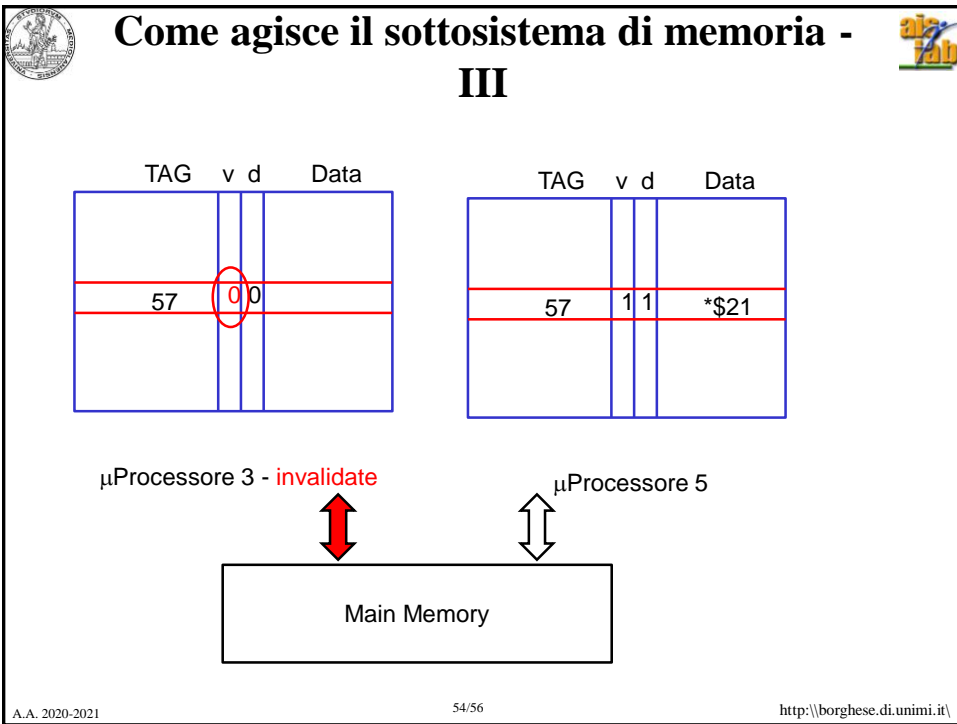 Come agisce il sottosistema di memoria -
III
TAG v d Data
57 0 0
TAG v d Data
57 1 1 *$21
µProcessore 3 - invalidate
µProcessore 5
Main Memory
A.A. 2020-2021
54/56
http:\\borghese.di.unimi.it\